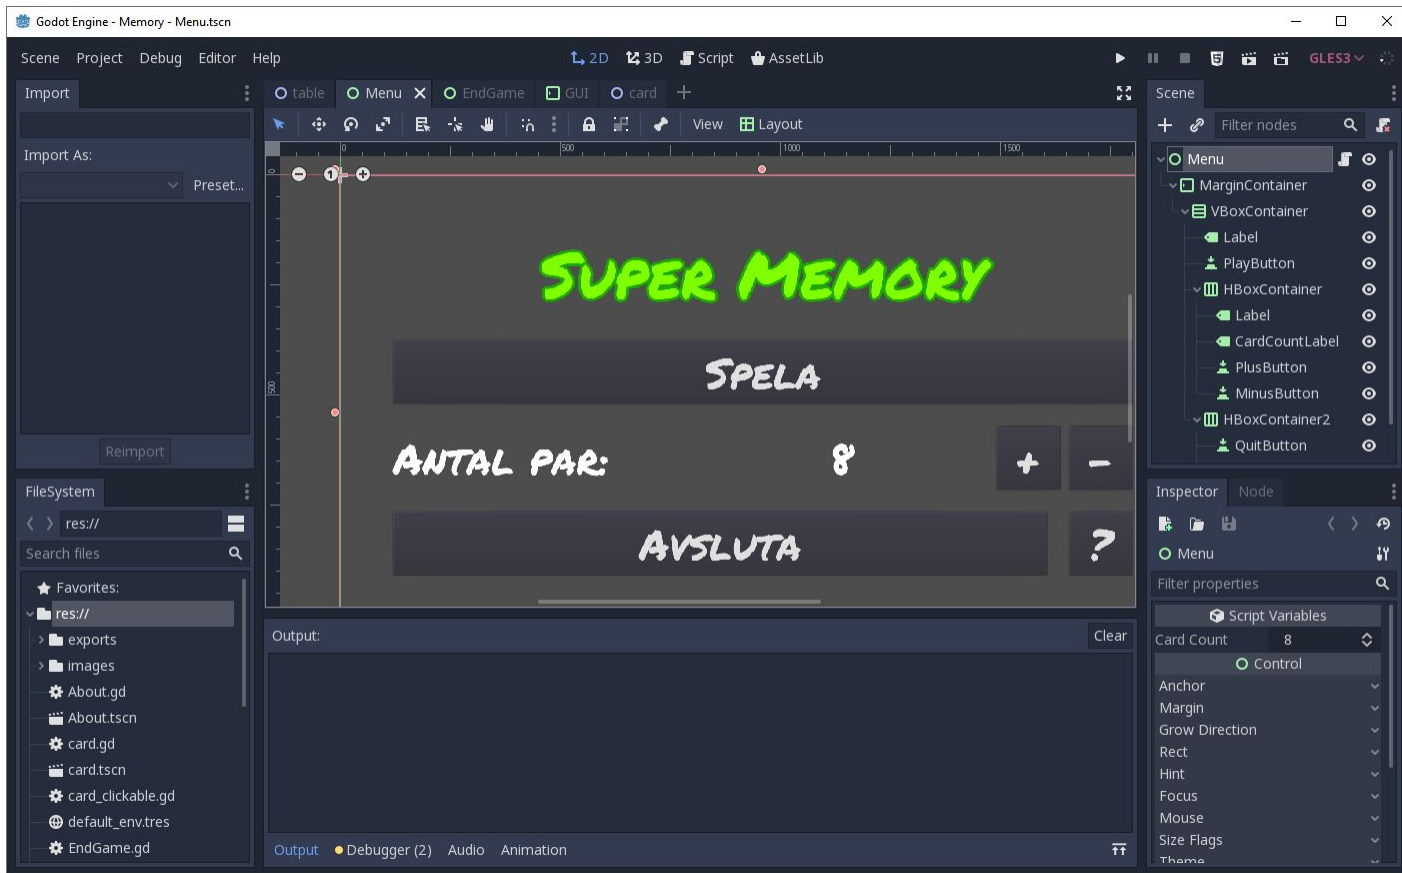 Godot Engine - Memory - Menu.tscn
Scene Project Debug Editor Help
2D 3D Script AssetLib
GLES3
Import
Import As:
Preset...
Reimport
FileSystem
res://
Search files
Favorites:
res://
exports
images
About.gd
About.tscn
card.gd
card.tscn
card_clickable.gd
default_env.tres
EndGame.gd
table Menu EndGame GUI card
View Layout
0 500 1000 1500
0
500
1
Super Memory
Spela
Antal par: 8 + -
Avsluta ?
Output: Clear
Output Debugger (2) Audio Animation
Scene
Filter nodes
Menu
MarginContainer
VBoxContainer
Label
PlayButton
HBoxContainer
Label
CardCountLabel
PlusButton
MinusButton
HBoxContainer2
QuitButton
Inspector Node
Menu
Filter properties
Script Variables
Card Count 8
Control
Anchor
Margin
Grow Direction
Rect
Hint
Focus
Mouse
Size Flags
Theme